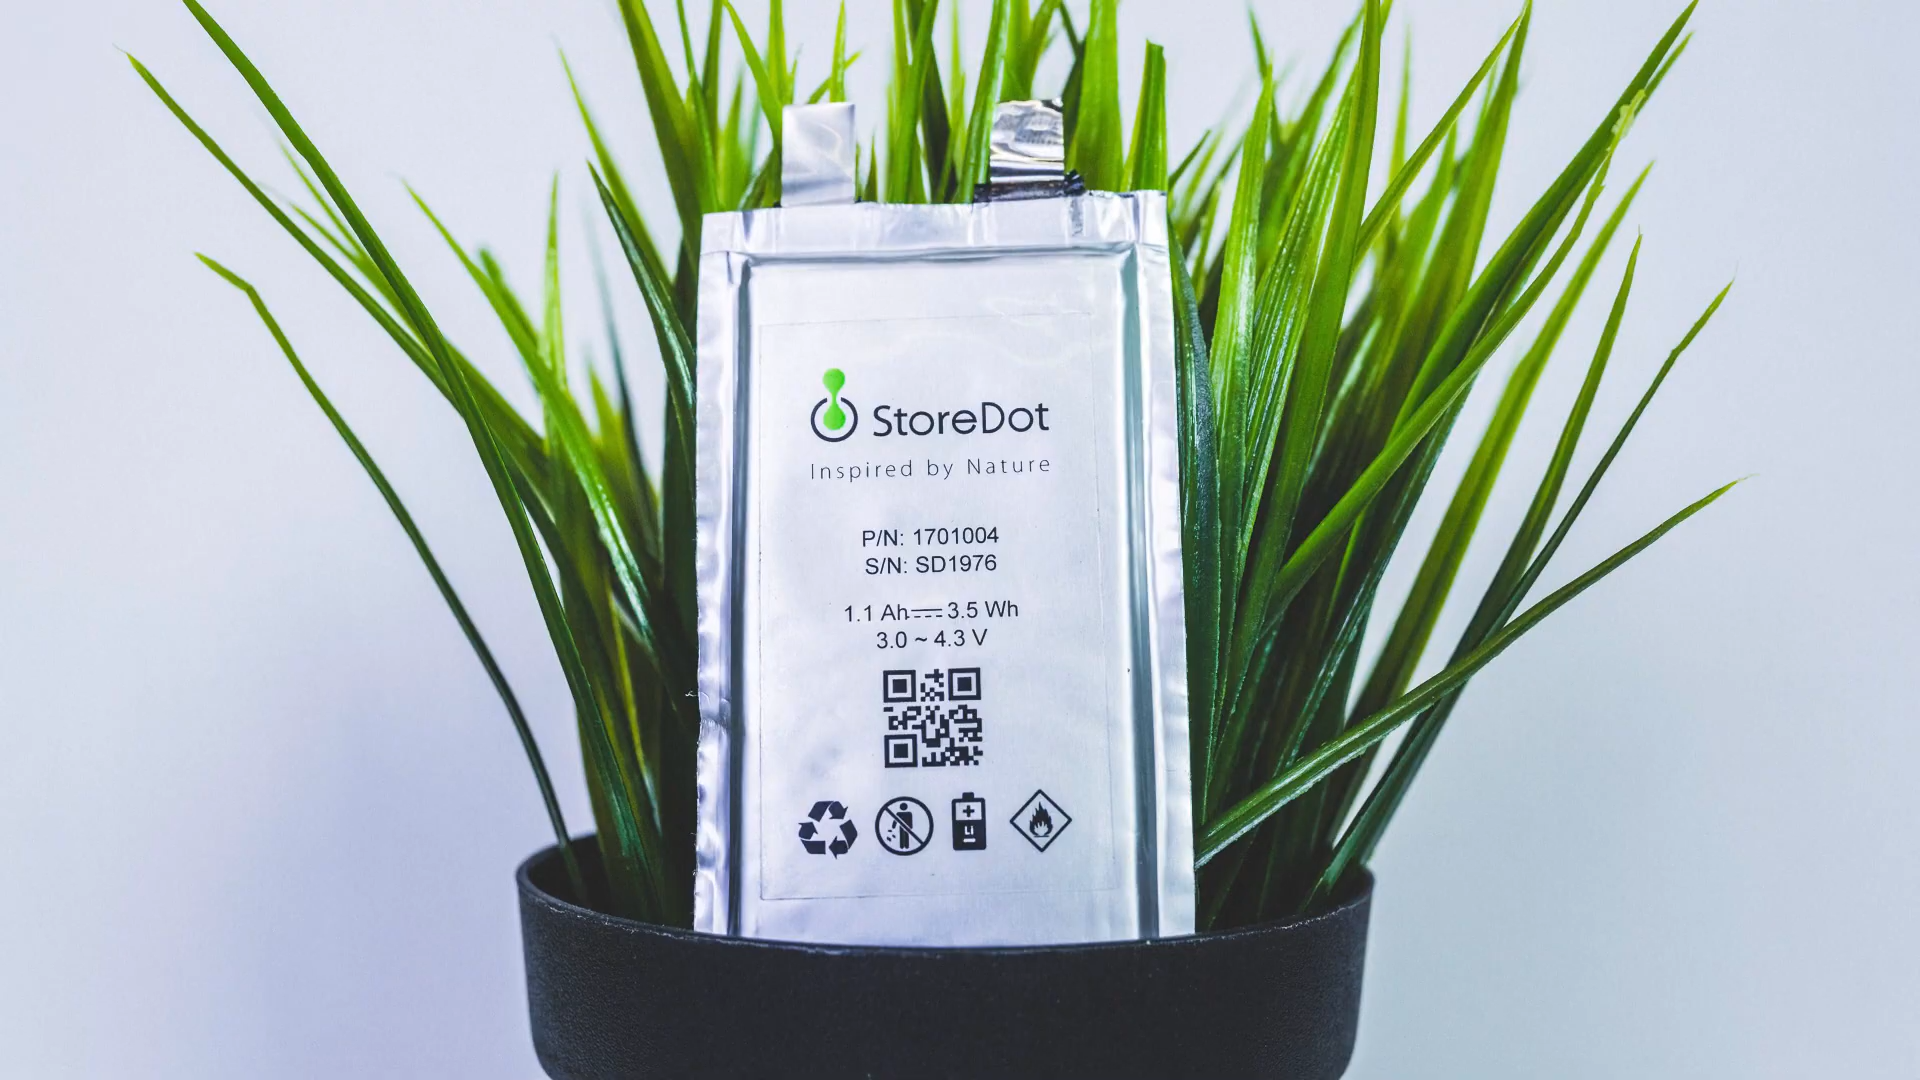 StoreDot
Inspired by Nature
P/N: 1701004
S/N: SD1976
1.1 Ah⎓3.5 Wh
3.0 ~ 4.3 V
+
Li
–